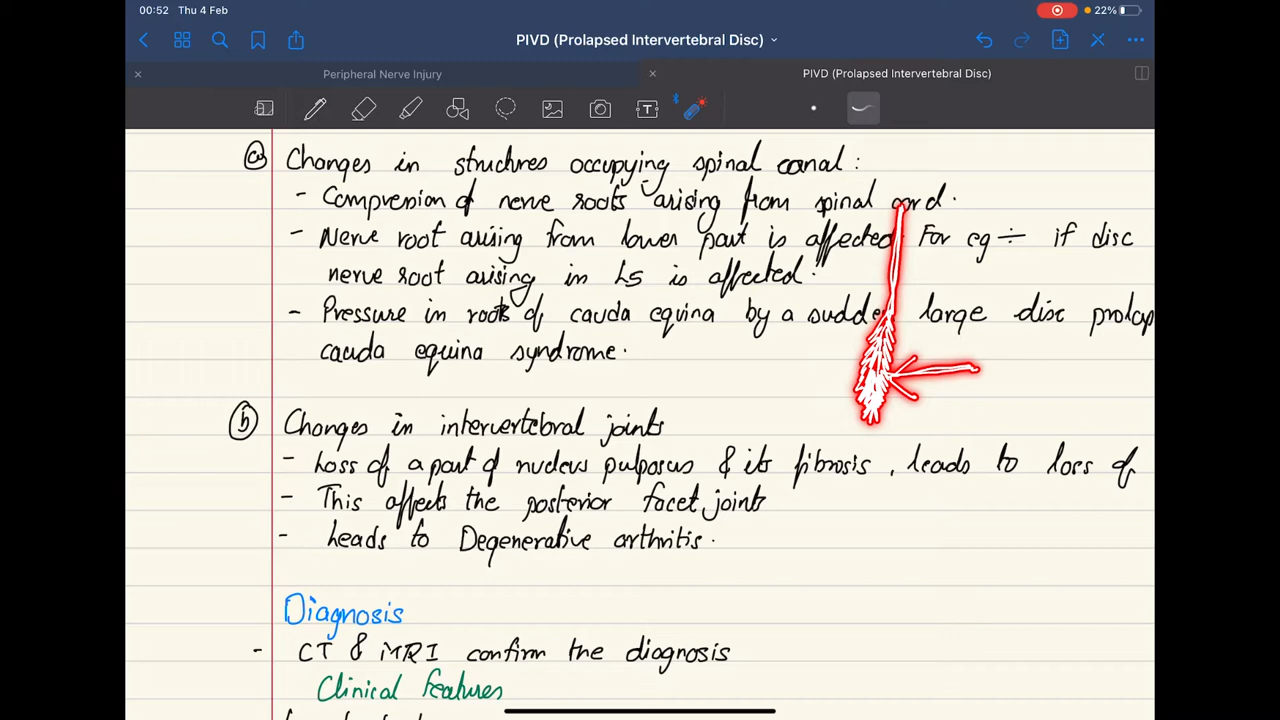 00:52 Thu 4 Feb
22%
PIVD (Prolapsed Intervertebral Disc)
Peripheral Nerve Injury
PIVD (Prolapsed Intervertebral Disc)
T
(a) Changes in structures occupying spinal canal :
- Compression of nerve roots arising from spinal cord.
- Nerve root arising from lower part is affected For eg ÷ if disc
nerve root arising in L5 is affected.
- Pressure in roots of cauda equina by a sudden large disc prolap
cauda equina syndrome.
(b) Changes in intervertebral joints
- Loss of a part of nucleus pulposus & its fibrosis, leads to loss of
- This affects the posterior facet joints
- leads to Degenerative arthritis.
Diagnosis
- CT & MRI confirm the diagnosis
Clinical Features